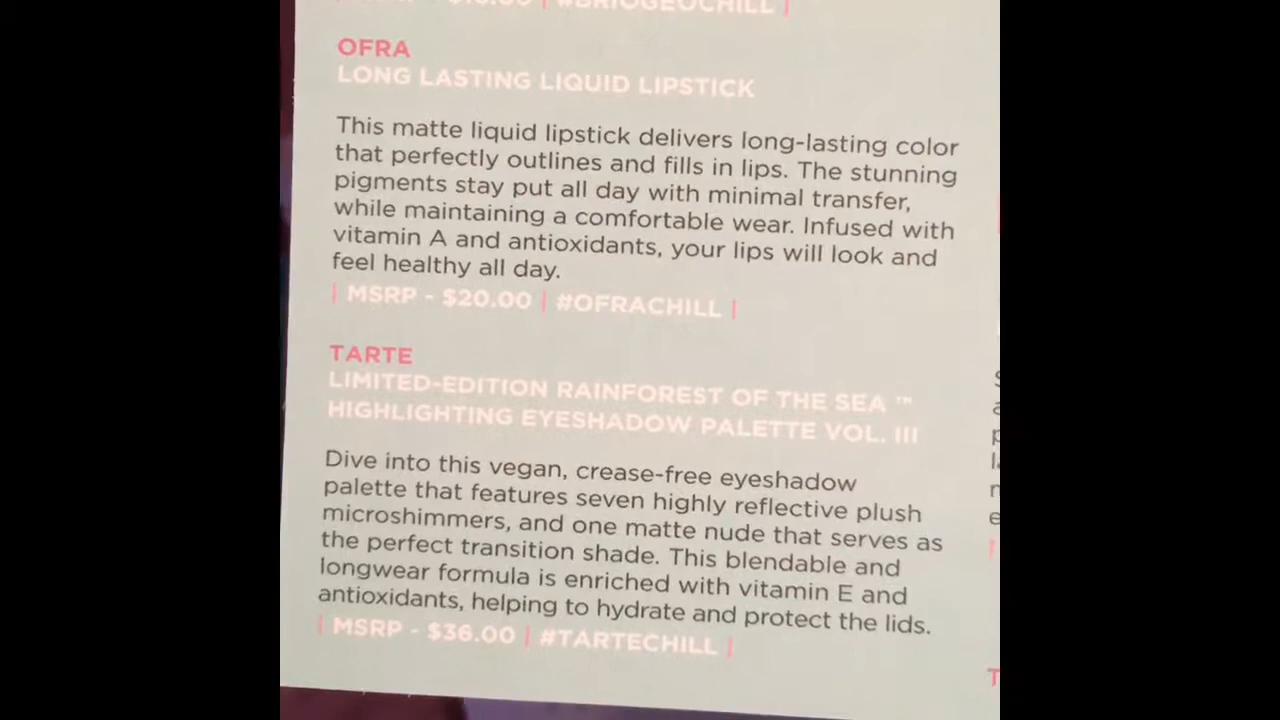 #BRIOGEOCHILL |
OFRA
LONG LASTING LIQUID LIPSTICK
This matte liquid lipstick delivers long-lasting color
that perfectly outlines and fills in lips. The stunning
pigments stay put all day with minimal transfer,
while maintaining a comfortable wear. Infused with
vitamin A and antioxidants, your lips will look and
feel healthy all day.
| MSRP - $20.00 | #OFRACHILL |
TARTE
LIMITED-EDITION RAINFOREST OF THE SEA ™
HIGHLIGHTING EYESHADOW PALETTE VOL. III
Dive into this vegan, crease-free eyeshadow
palette that features seven highly reflective plush
microshimmers, and one matte nude that serves as
the perfect transition shade. This blendable and
longwear formula is enriched with vitamin E and
antioxidants, helping to hydrate and protect the lids.
| MSRP - $36.00 | #TARTECHILL |